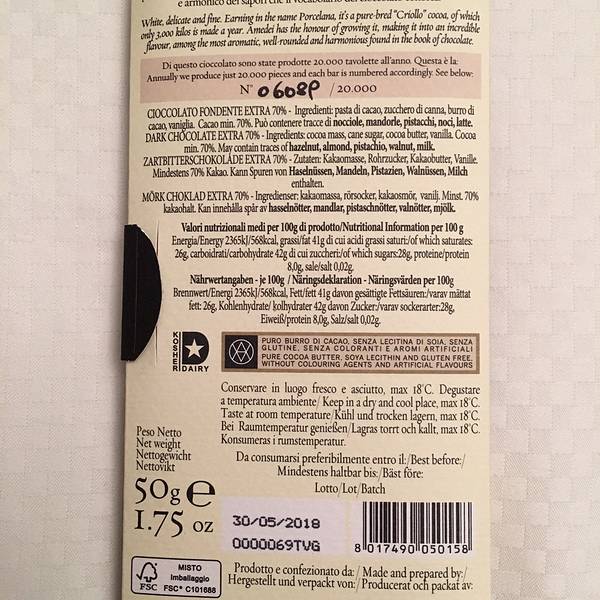 e armonico dei sapori che il vocabolario del cioccolato
White, delicate and fine. Earning in the name Porcelana, it's a pure-bred "Criollo" cocoa, of which
only 3,000 kilos is made a year. Amedei has the honour of growing it, making it into an incredible
flavour, among the most aromatic, well-rounded and harmonious found in the book of chocolate.
Di questo cioccolato sono state prodotte 20.000 tavolette all'anno. Questa è la:
Annually we produce just 20.000 pieces and each bar is numbered accordingly. See below:
N° 0608P /20.000
CIOCCOLATO FONDENTE EXTRA 70% - Ingredienti: pasta di cacao, zucchero di canna, burro di
cacao, vaniglia. Cacao min. 70%. Può contenere tracce di nocciole, mandorle, pistacchi, noci, latte.
DARK CHOCOLATE EXTRA 70% - Ingredients: cocoa mass, cane sugar, cocoa butter, vanilla. Cocoa
min. 70%. May contain traces of hazelnut, almond, pistachio, walnut, milk.
ZARTBITTERSCHOKOLADE EXTRA 70% - Zutaten: Kakaomasse, Rohrzucker, Kakaobutter, Vanille.
Mindestens 70% Kakao. Kann Spuren von Haselnüssen, Mandeln, Pistazien, Walnüssen, Milch
enthalten.
MÖRK CHOKLAD EXTRA 70% - Ingredienser: kakaomassa, rörsocker, kakaosmör, vanilj. Minst. 70%
kakaohalt. Kan innehålla spår av hasselnötter, mandlar, pistaschnötter, valnötter, mjölk.
Valori nutrizionali medi per 100g di prodotto/Nutritional Information per 100 g
Energia/Energy 2365kJ/568kcal, grassi/fat 41g di cui acidi grassi saturi:/of which saturates:
26g, carboidrati/carbohydrate 42g di cui zuccheri:/of which sugars:28g, proteine/protein
8,0g, sale/salt 0,02g.
Nährwertangaben - je 100g / Näringsdeklaration - Näringsvärden per 100g
Brennwert/Energi 2365 kJ/568kcal, Fett/fett 41g davon gesättigte Fettsäuren:/varav mättat
fett: 26g, Kohlenhydrate/ kolhydrater 42g davon Zucker:/varav sockerarter:28g,
Eiweiß/protein 8,0g, Salz/salt 0,02g.
KOSHER
D
DAIRY
PURO BURRO DI CACAO, SENZA LECITINA DI SOIA, SENZA
GLUTINE, SENZA COLORANTI E AROMI ARTIFICIALI
PURE COCOA BUTTER, SOYA LECITHIN AND GLUTEN FREE,
WITHOUT COLOURING AGENTS AND ARTIFICIAL FLAVOURS
Conservare in luogo fresco e asciutto, max 18°C. Degustare
a temperatura ambiente/ Keep in a dry and cool place, max 18°C.
Taste at room temperature/Kühl und trocken lagern, max 18°C.
Bei Raumtemperatur genießen/Lagras torrt och kallt, max 18°C.
Konsumeras i rumstemperatur.
Da consumarsi preferibilmente entro il:/Best before:/
Mindestens haltbar bis:/Bäst före:
Lotto/Lot/Batch
Peso Netto
Net weight
Nettogewicht
Nettovikt
50g e
1.75 oz
30/05/2018
0000069TVG
8 017490 050158
FSC
MISTO
Imballaggio
FSC® C101688
Prodotto e confezionato da:/ Made and prepared by:/
Hergestellt und verpackt von:/Producerat och packat av: